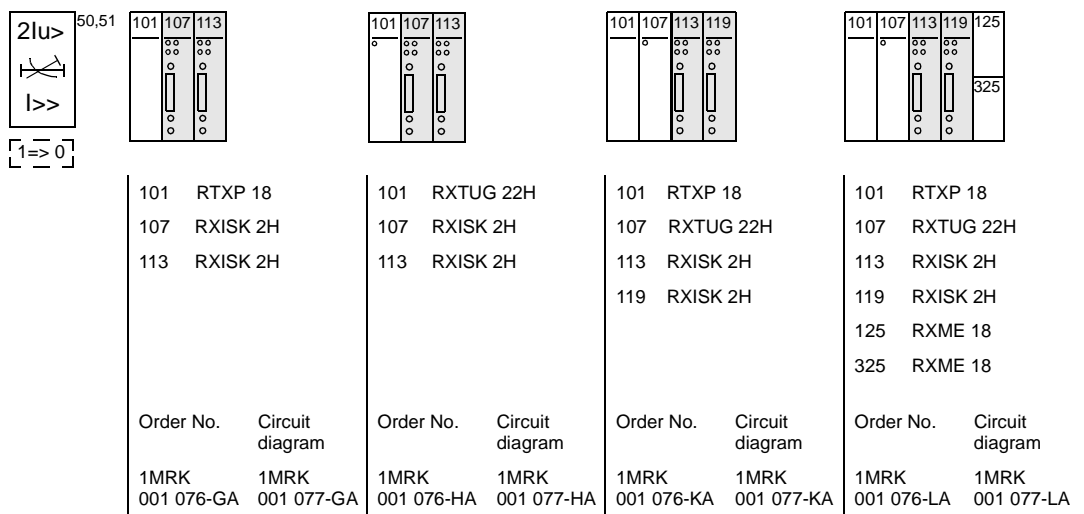 2Iu>
50,51
I>>
1=> 0
101 107 113
101 107 113
101 107 113 119
101 107 113 119 125
325
101 RTXP 18
107 RXISK 2H
113 RXISK 2H
Order No. Circuit diagram
1MRK 001 076-GA
1MRK 001 077-GA
101 RXTUG 22H
107 RXISK 2H
113 RXISK 2H
Order No. Circuit diagram
1MRK 001 076-HA
1MRK 001 077-HA
101 RTXP 18
107 RXTUG 22H
113 RXISK 2H
119 RXISK 2H
Order No. Circuit diagram
1MRK 001 076-KA
1MRK 001 077-KA
101 RTXP 18
107 RXTUG 22H
113 RXISK 2H
119 RXISK 2H
125 RXME 18
325 RXME 18
Order No. Circuit diagram
1MRK 001 076-LA
1MRK 001 077-LA